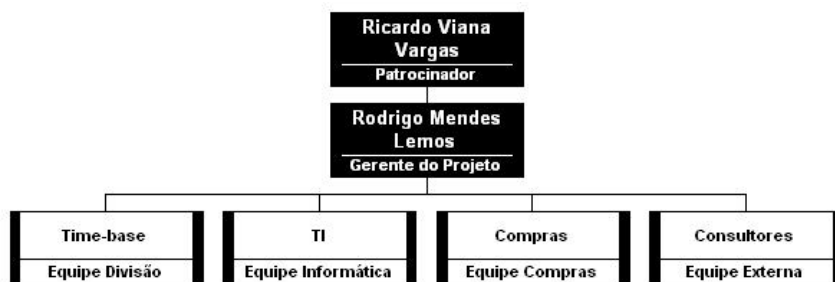 Ricardo Viana
Vargas
Patrocinador
Rodrigo Mendes
Lemos
Gerente do Projeto
Time-base
Equipe Divisão
TI
Equipe Informática
Compras
Equipe Compras
Consultores
Equipe Externa